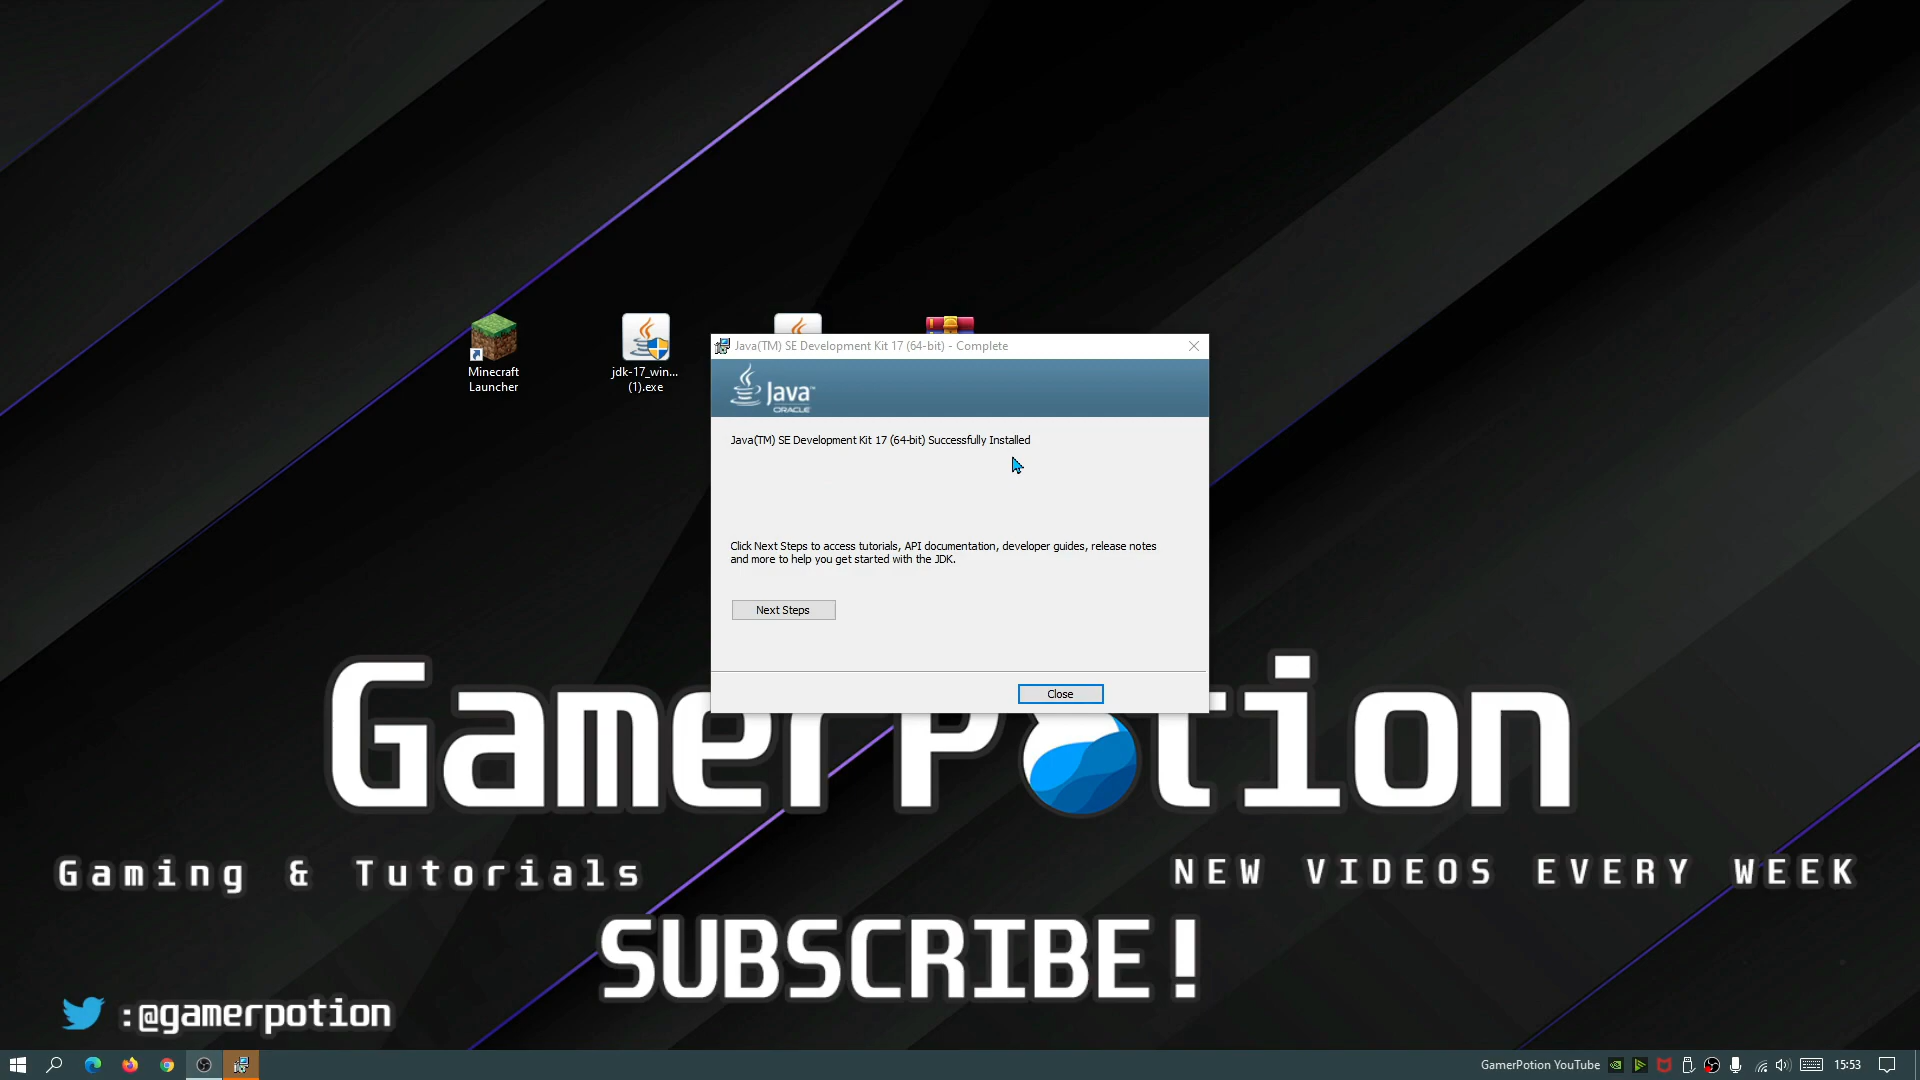 Minecraft
Launcher
jdk-17_win...
(1).exe
Java(TM) SE Development Kit 17 (64-bit) - Complete
Java™
ORACLE
Java(TM) SE Development Kit 17 (64-bit) Successfully Installed
Click Next Steps to access tutorials, API documentation, developer guides, release notes
and more to help you get started with the JDK.
Next Steps
Close
GamerPotion
Gaming & Tutorials
NEW VIDEOS EVERY WEEK
SUBSCRIBE!
:@gamerpotion
GamerPotion YouTube
15:53